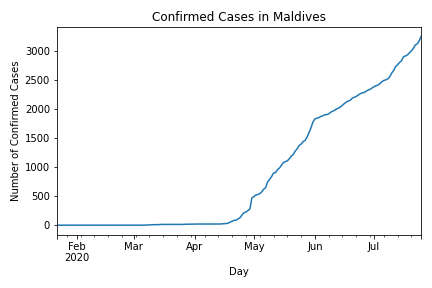 Confirmed Cases in Maldives
Number of Confirmed Cases
3000
2500
2000
1500
1000
500
0
Feb Mar Apr May Jun Jul
2020
Day